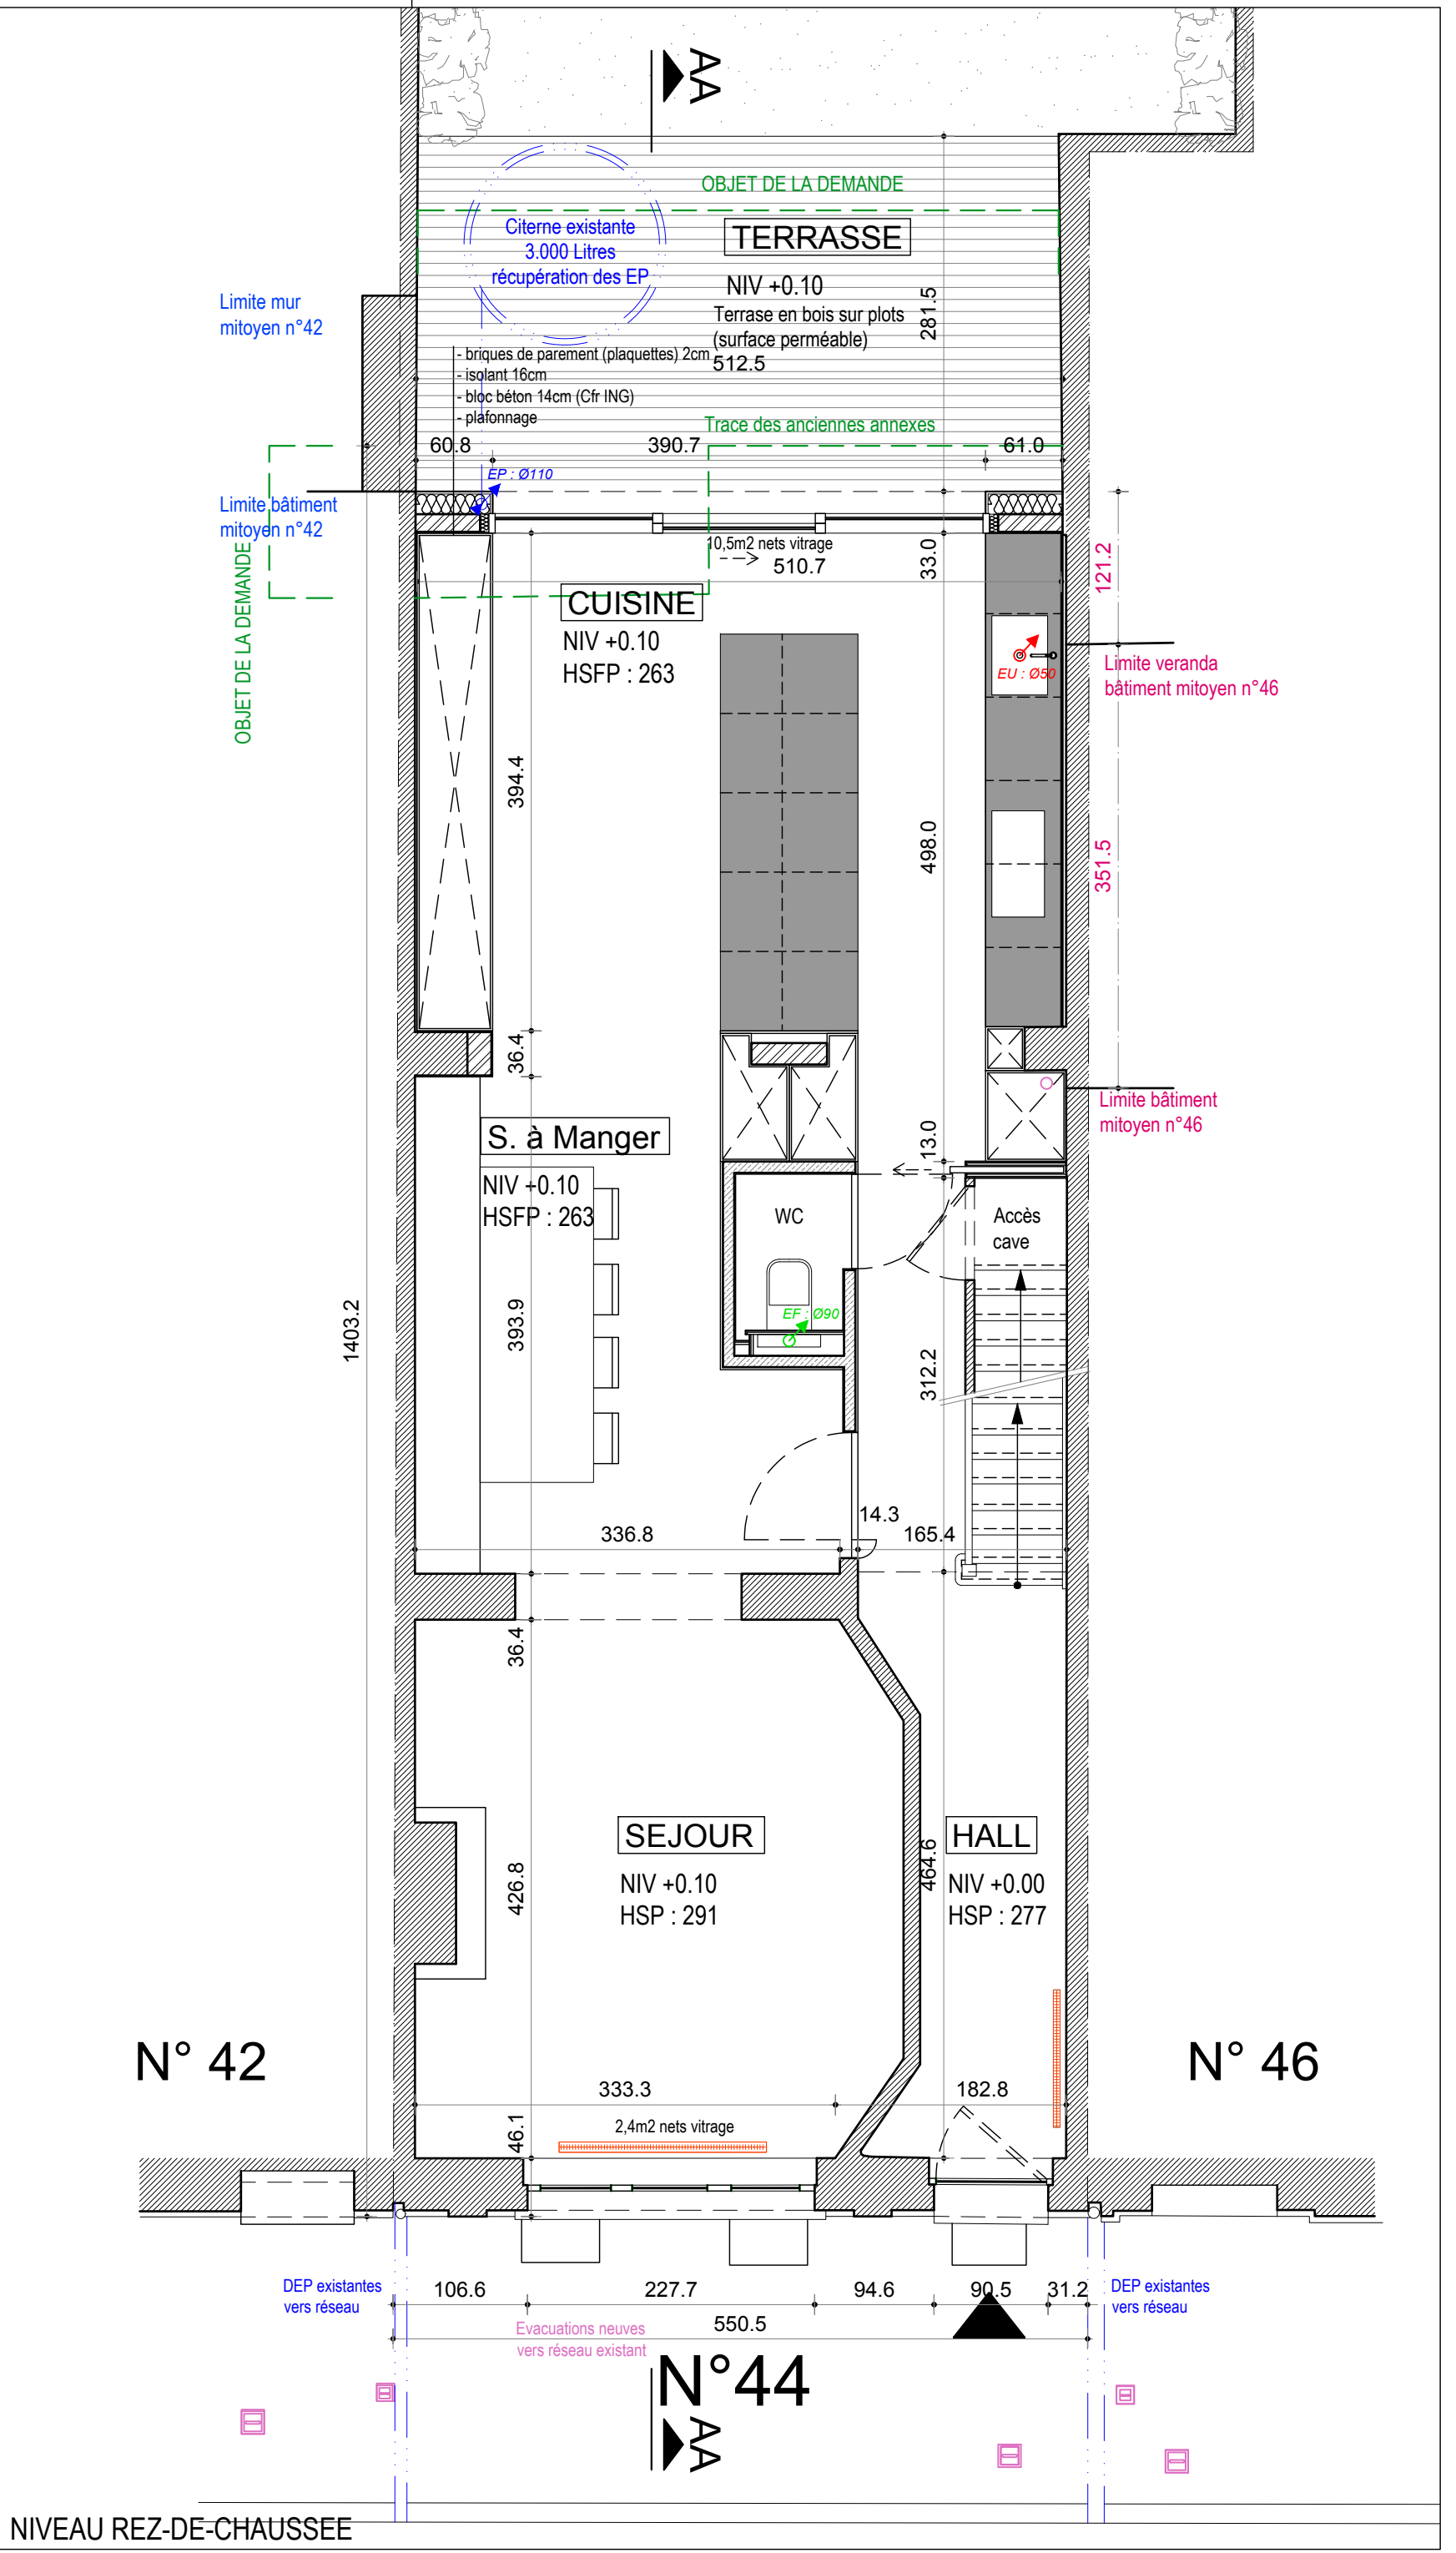 AA
OBJET DE LA DEMANDE
Citerne existante
3.000 Litres
récupération des EP
TERRASSE
NIV +0.10
Terrase en bois sur plots
(surface perméable)
512.5
281.5
Limite mur
mitoyen n°42
- briques de parement (plaquettes) 2cm
- isolant 16cm
- bloc béton 14cm (Cfr ING)
- plafonnage
Trace des anciennes annexes
60.8
390.7
61.0
EP : Ø110
Limite bâtiment
mitoyen n°42
OBJET DE LA DEMANDE
10,5m2 nets vitrage
510.7
33.0
121.2
CUISINE
NIV +0.10
HSFP : 263
EU : Ø50
Limite veranda
bâtiment mitoyen n°46
394.4
498.0
351.5
36.4
S. à Manger
NIV +0.10
HSFP : 263
13.0
Limite bâtiment
mitoyen n°46
WC
Accès
cave
EF : Ø90
1403.2
393.9
312.2
14.3
336.8
165.4
36.4
SEJOUR
NIV +0.10
HSP : 291
426.8
464.6
HALL
NIV +0.00
HSP : 277
N° 42
N° 46
333.3
182.8
46.1
2,4m2 nets vitrage
DEP existantes
vers réseau
106.6
227.7
94.6
90.5
31.2
DEP existantes
vers réseau
Evacuations neuves
vers réseau existant
550.5
N°44
AA
NIVEAU REZ-DE-CHAUSSEE